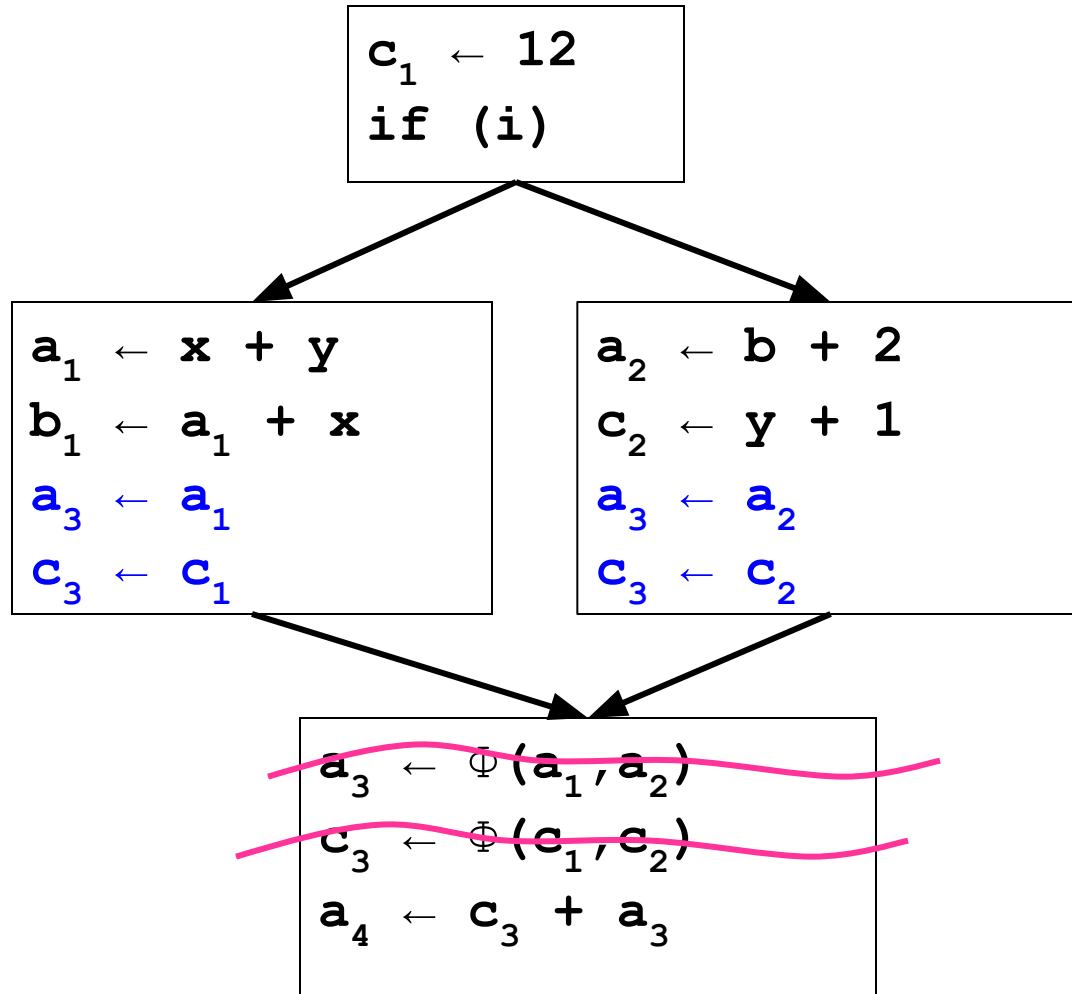 c₁ ← 12
if (i)
a₁ ← x + y
b₁ ← a₁ + x
a₃ ← a₁
c₃ ← c₁
a₂ ← b + 2
c₂ ← y + 1
a₃ ← a₂
c₃ ← c₂
a₃ ← Φ(a₁,a₂)
c₃ ← Φ(c₁,c₂)
a₄ ← c₃ + a₃